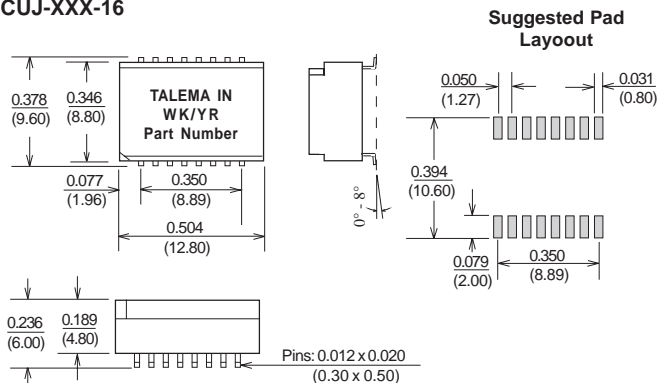 CUJ-XXX-16
Suggested Pad
Layoout
0.050
(1.27)
0.031
(0.80)
0.378
(9.60)
0.346
(8.80)
TALEMA IN
WK/YR
Part Number
0.394
(10.60)
0.077
(1.96)
0.350
(8.89)
0° - 8°
0.504
(12.80)
0.079
(2.00)
0.350
(8.89)
0.236
(6.00)
0.189
(4.80)
Pins: 0.012 x 0.020
(0.30 x 0.50)